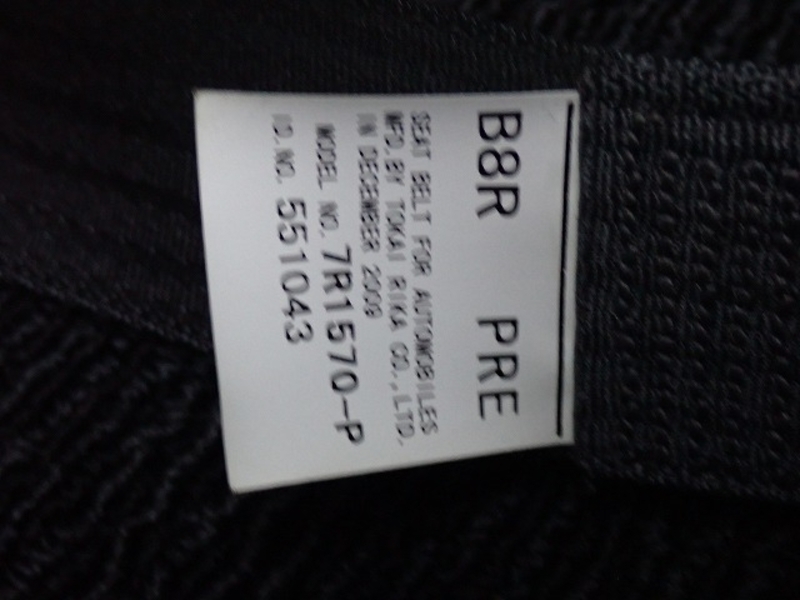 B8R PRE
SEAT BELT FOR AUTOMOBILES
MFD.BY TOKAI RIKA CO.,LTD.
IN DECEMBER 2009
MODEL NO. 7R1570-P
ID.NO. 551043